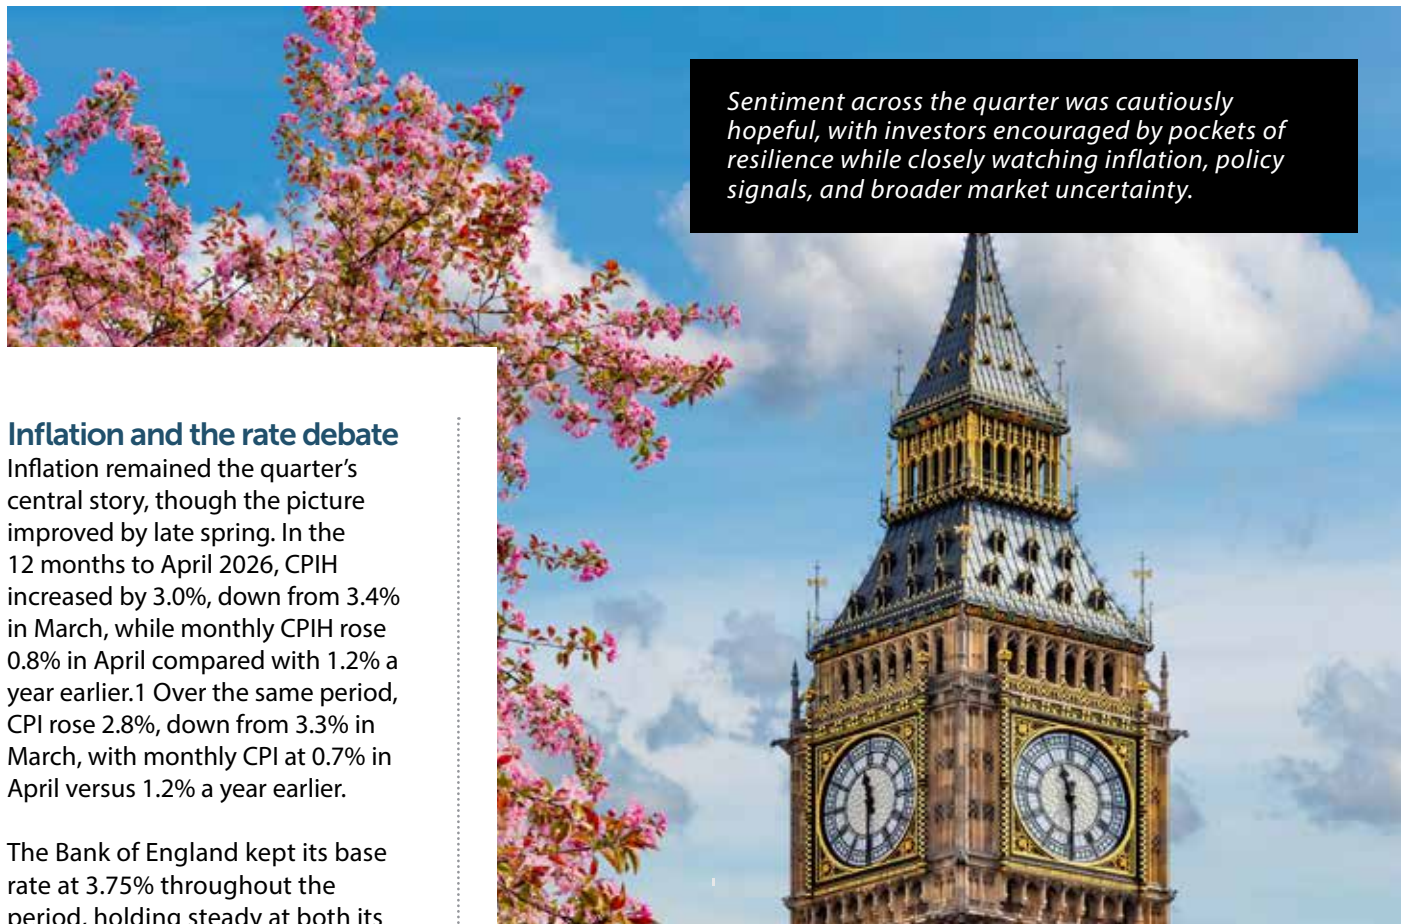 Sentiment across the quarter was cautiously
hopeful, with investors encouraged by pockets of
resilience while closely watching inflation, policy
signals, and broader market uncertainty.
Inflation and the rate debate
Inflation remained the quarter’s
central story, though the picture
improved by late spring. In the
12 months to April 2026, CPIH
increased by 3.0%, down from 3.4%
in March, while monthly CPIH rose
0.8% in April compared with 1.2% a
year earlier.1 Over the same period,
CPI rose 2.8%, down from 3.3% in
March, with monthly CPI at 0.7% in
April versus 1.2% a year earlier.
The Bank of England kept its base
rate at 3.75% throughout the
period, holding steady at both its